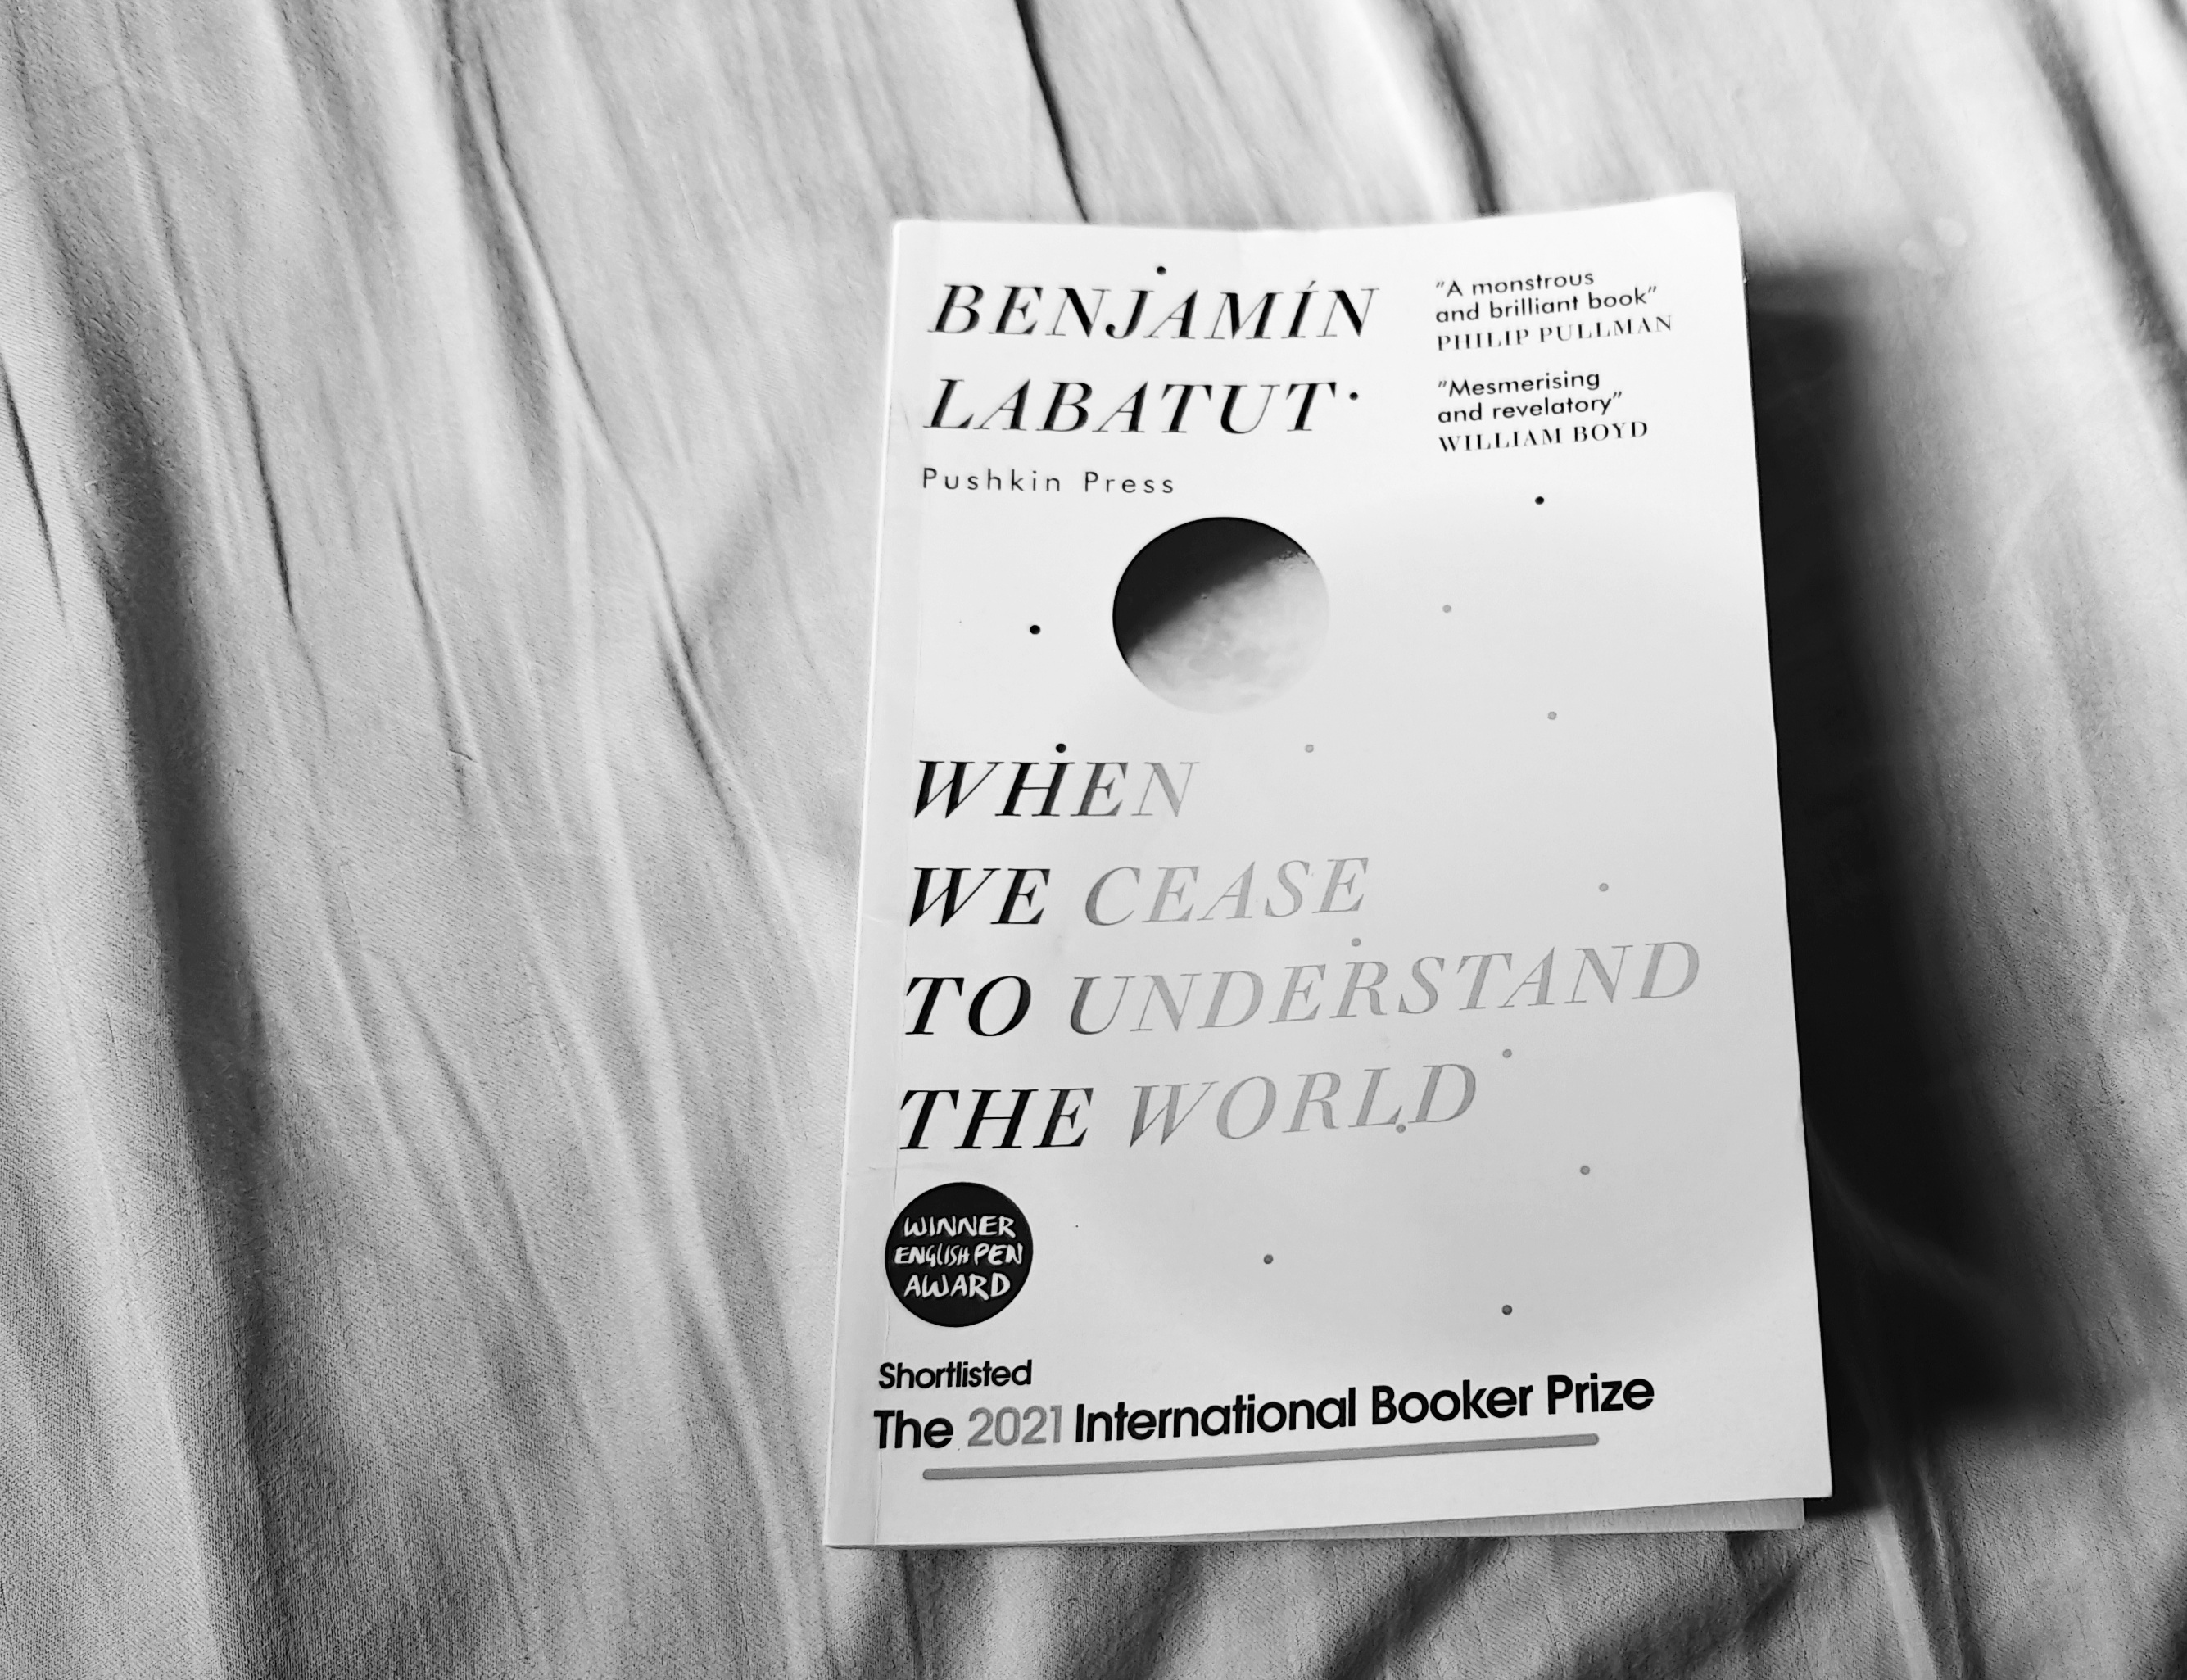 BENJAMÍN
LABATUT
Pushkin Press
"A monstrous
and brilliant book"
PHILIP PULLMAN
"Mesmerising
and revelatory"
WILLIAM BOYD
WHEN
WE CEASE
TO UNDERSTAND
THE WORLD
WINNER
ENGLISH PEN
AWARD
Shortlisted
The 2021 International Booker Prize